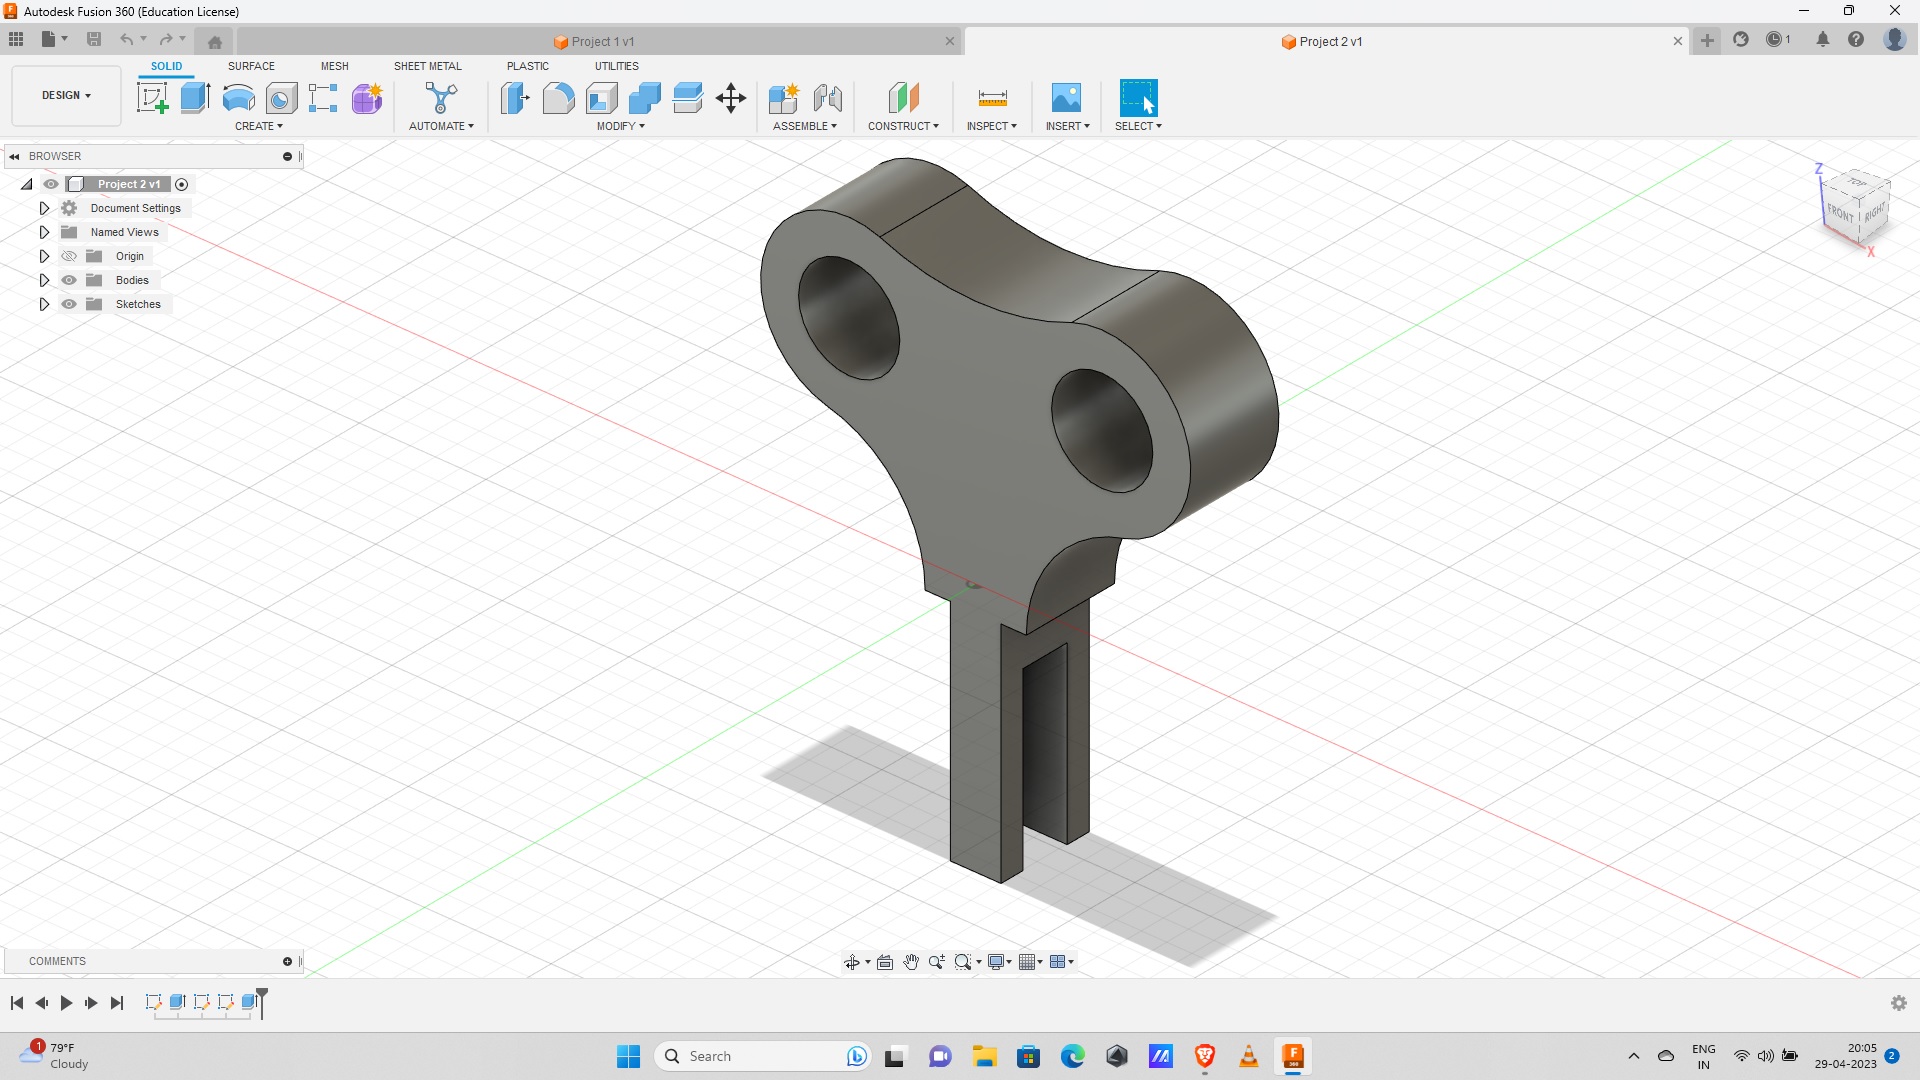 Autodesk Fusion 360 (Education License)
Project 1 v1
Project 2 v1
1
SOLID SURFACE MESH SHEET METAL PLASTIC UTILITIES
DESIGN
CREATE AUTOMATE MODIFY ASSEMBLE CONSTRUCT INSPECT INSERT SELECT
BROWSER
Project 2 v1
Document Settings
Named Views
Origin
Bodies
Sketches
Z
TOP
FRONT
RIGHT
X
COMMENTS
1
79°F
Cloudy
Search
F
360
ENG
IN
20:05
29-04-2023
2